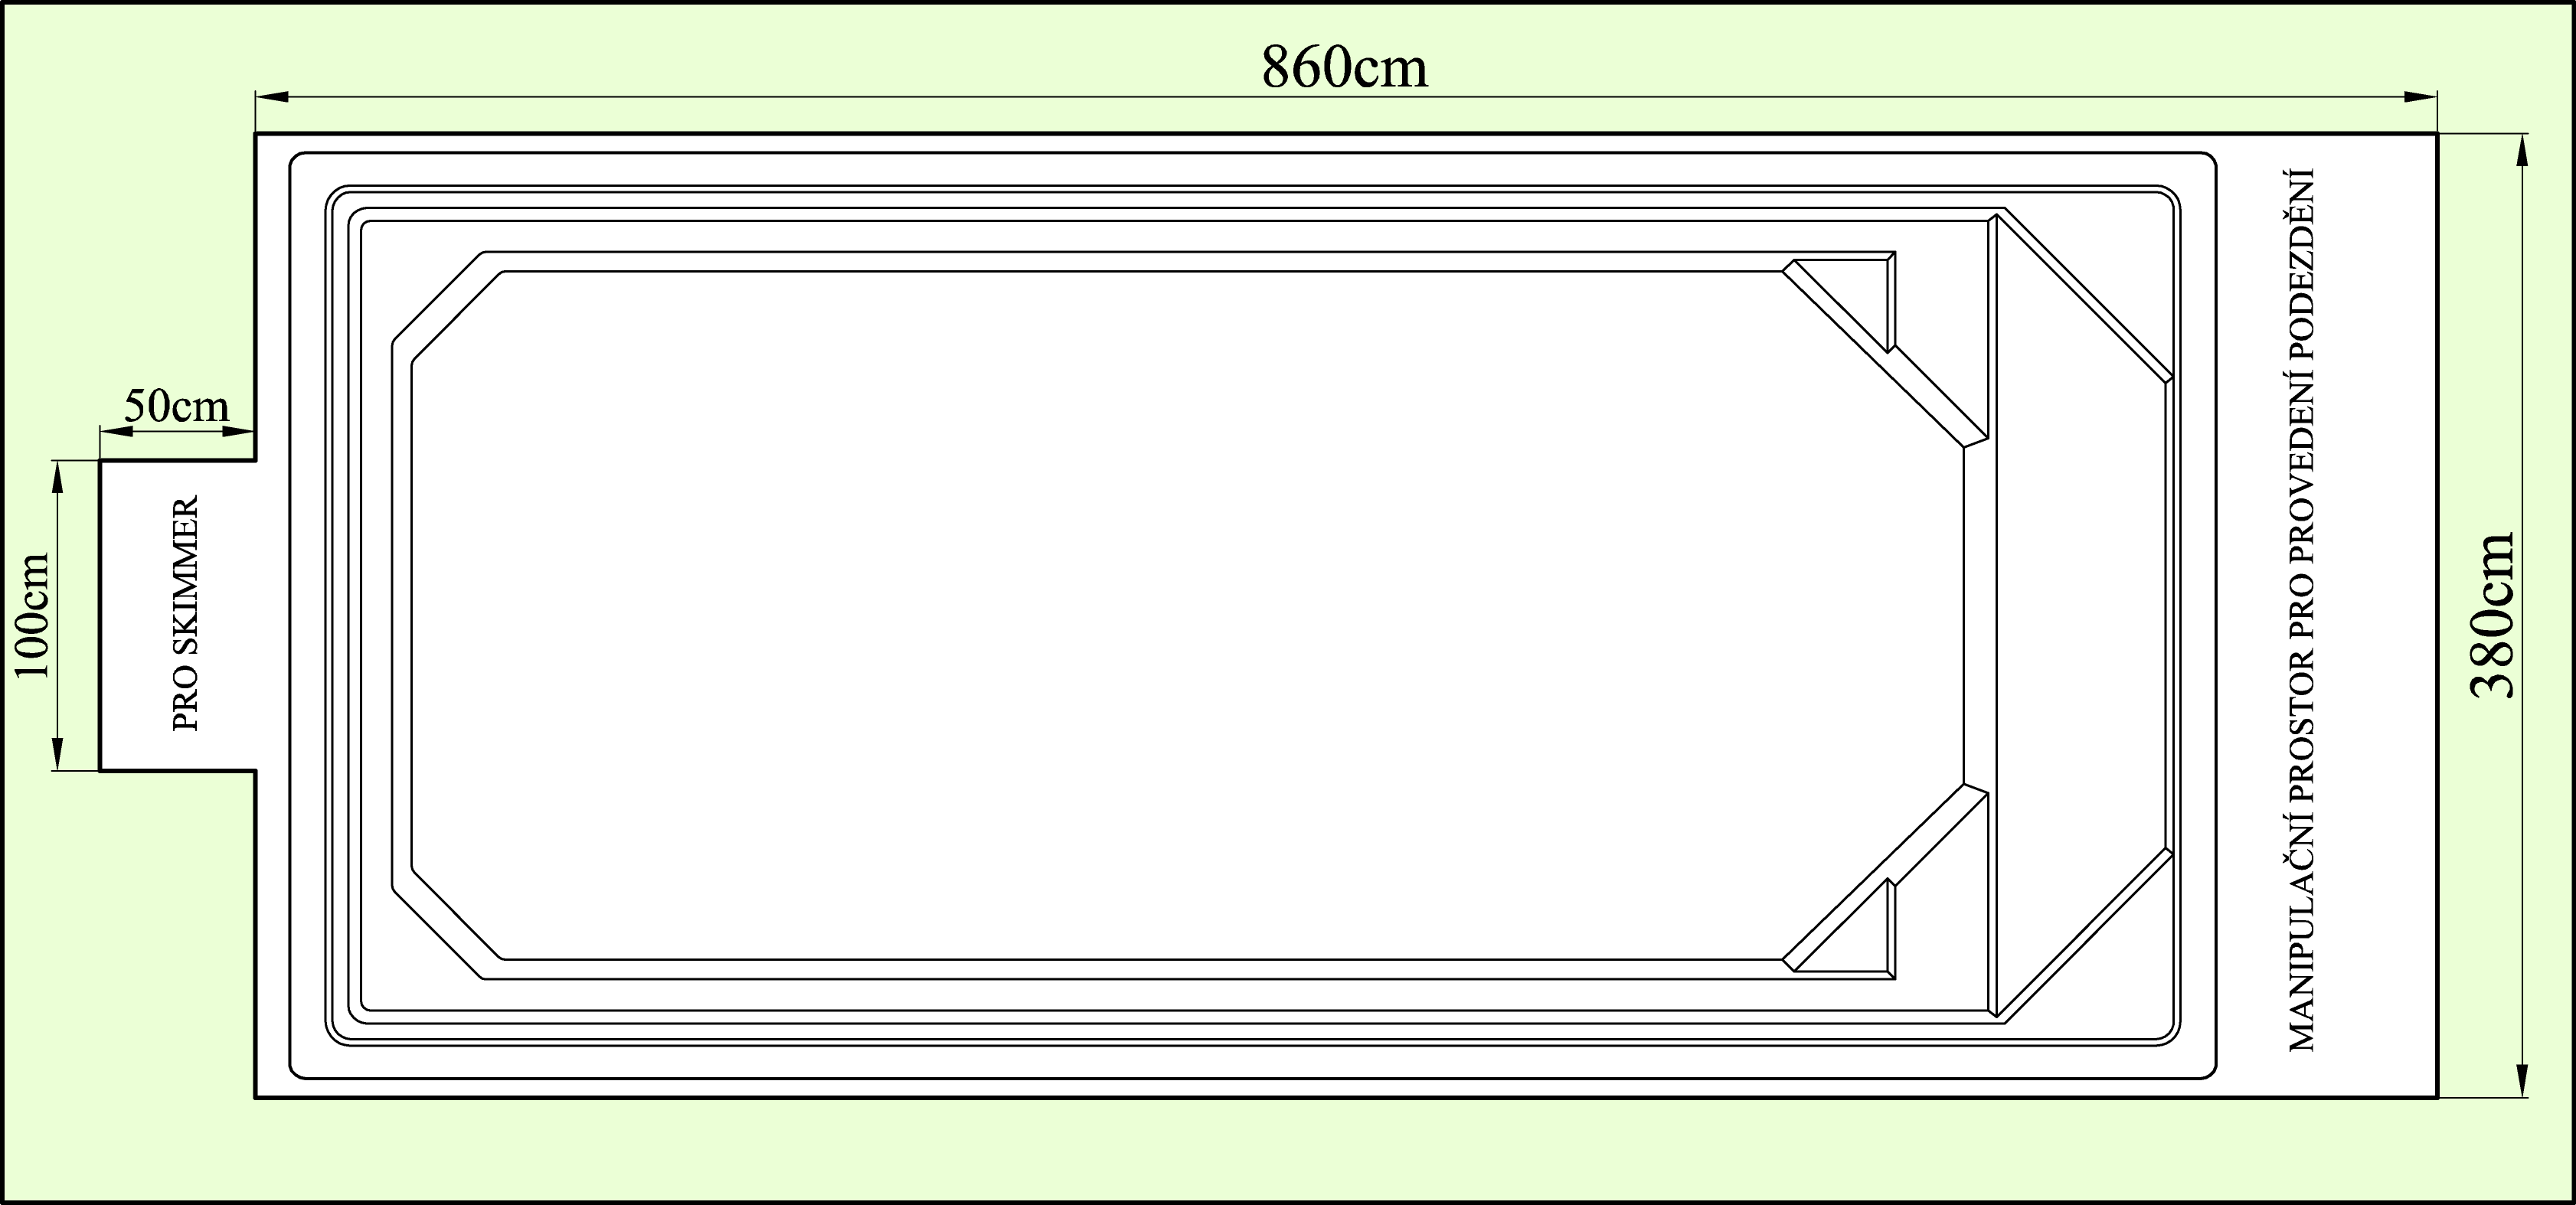 860cm
50cm
100cm
PRO SKIMMER
MANIPULAČNÍ PROSTOR PRO PROVEDENÍ PODEZDĚNÍ
380cm